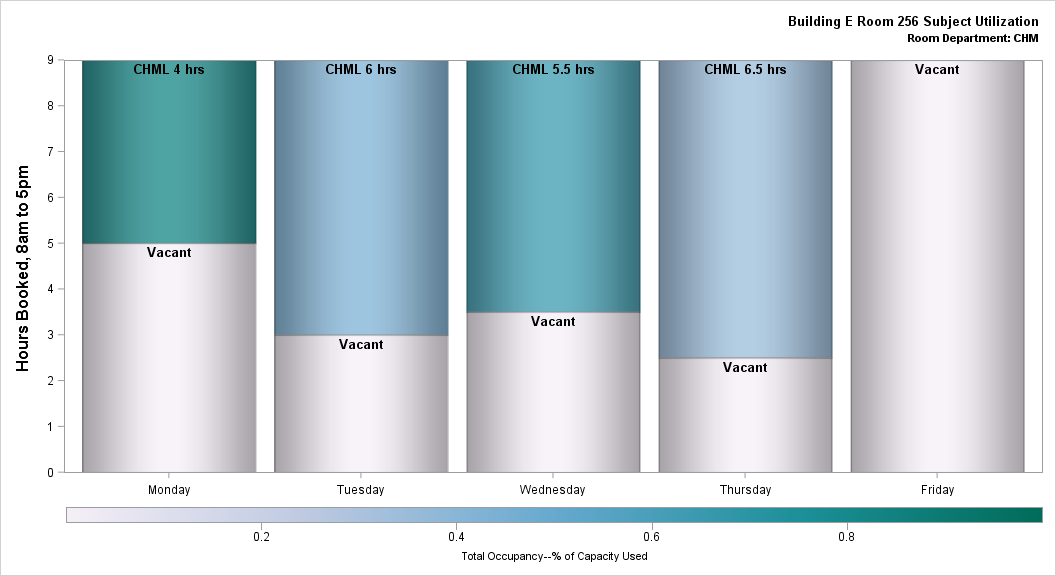 Building E Room 256 Subject Utilization
Room Department: CHM
Hours Booked, 8am to 5pm
9
8
7
6
5
4
3
2
1
0
CHML 4 hrs
CHML 6 hrs
CHML 5.5 hrs
CHML 6.5 hrs
Vacant
Vacant
Vacant
Vacant
Vacant
Monday
Tuesday
Wednesday
Thursday
Friday
0.2
0.4
0.6
0.8
Total Occupancy--% of Capacity Used